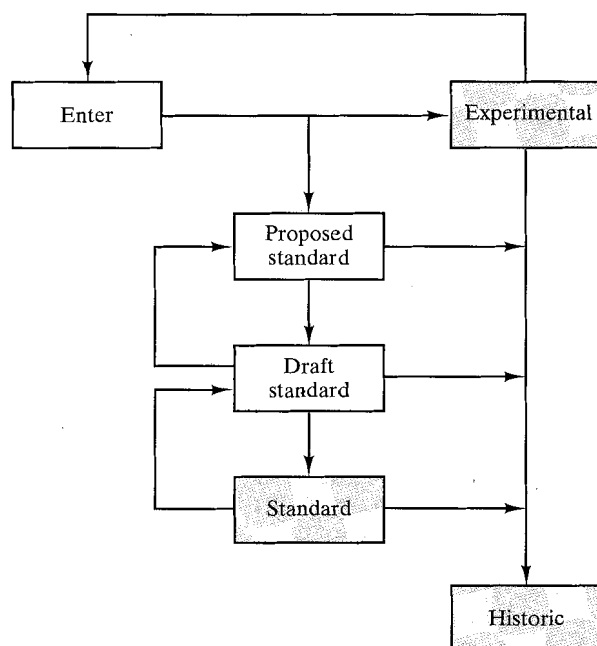 Enter
Experimental
Proposed
standard
Draft
standard
Standard
Historic